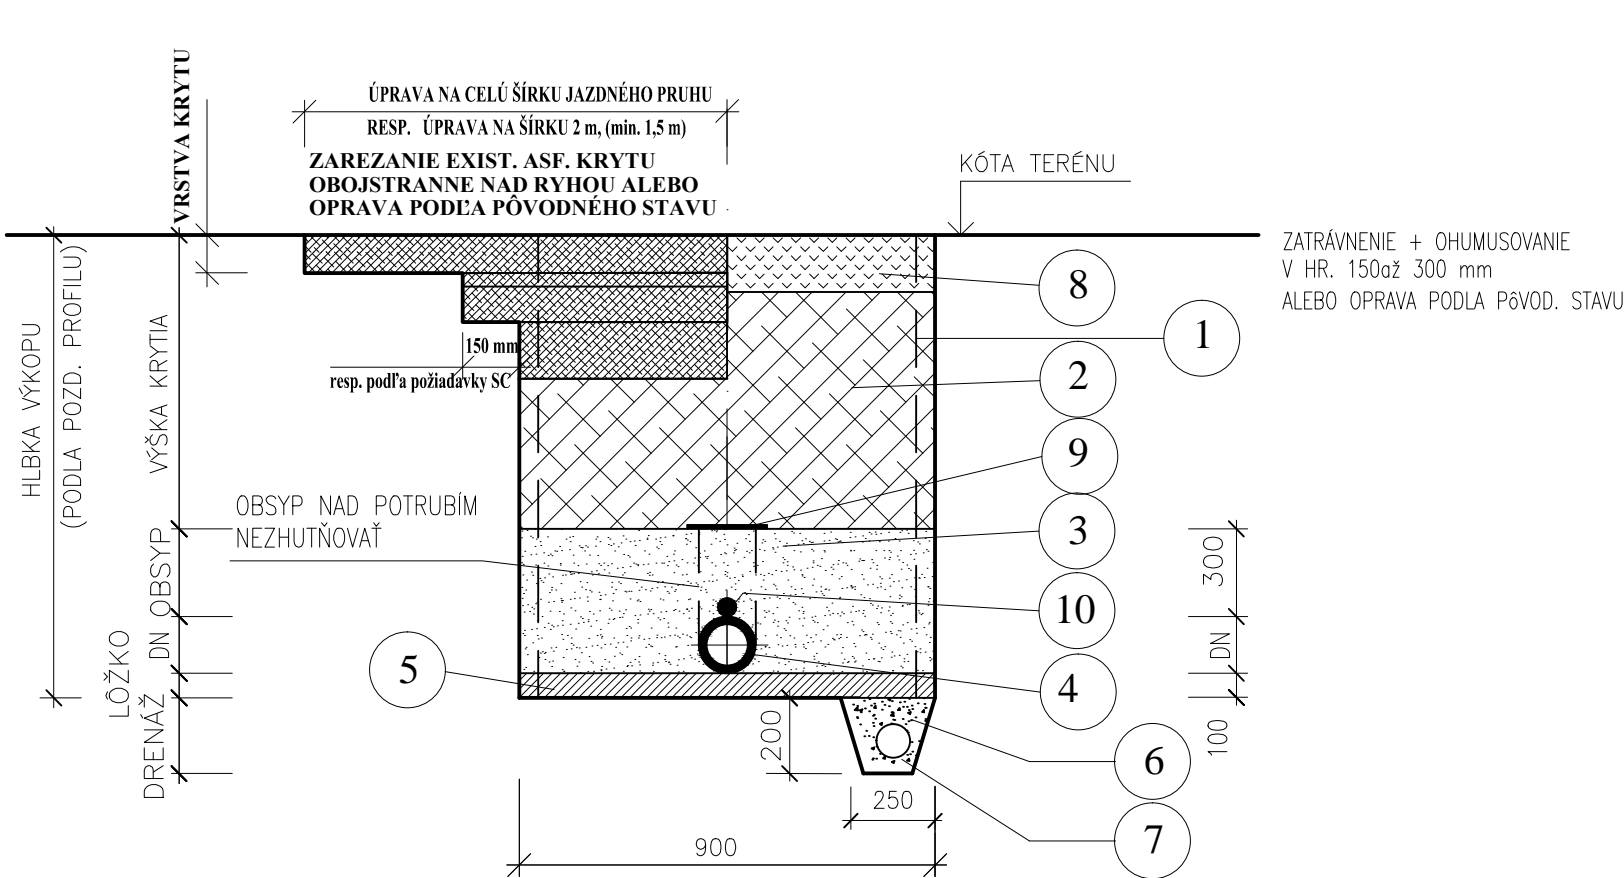 VRSTVA KRYTU
ÚPRAVA NA CELÚ ŠÍRKU JAZDNÉHO PRUHU
RESP. ÚPRAVA NA ŠÍRKU 2 m, (min. 1,5 m)
ZAREZANIE EXIST. ASF. KRYTU
OBOJSTRANNE NAD RYHOU ALEBO
OPRAVA PODĽA PÔVODNÉHO STAVU
KÓTA TERÉNU
ZATRÁVNENIE + OHUMUSOVANIE
V HR. 150až 300 mm
ALEBO OPRAVA PODLA PôVOD. STAVU
HLBKA VÝKOPU
(PODLA POZD. PROFILU)
VÝŠKA KRYTIA
OBSYP
DN
LÔŽKO
DRENÁŽ
150 mm
resp. podľa požiadavky SC
OBSYP NAD POTRUBÍM
NEZHUTŇOVAŤ
8
1
2
9
3
10
4
5
6
7
300
DN
100
200
250
900